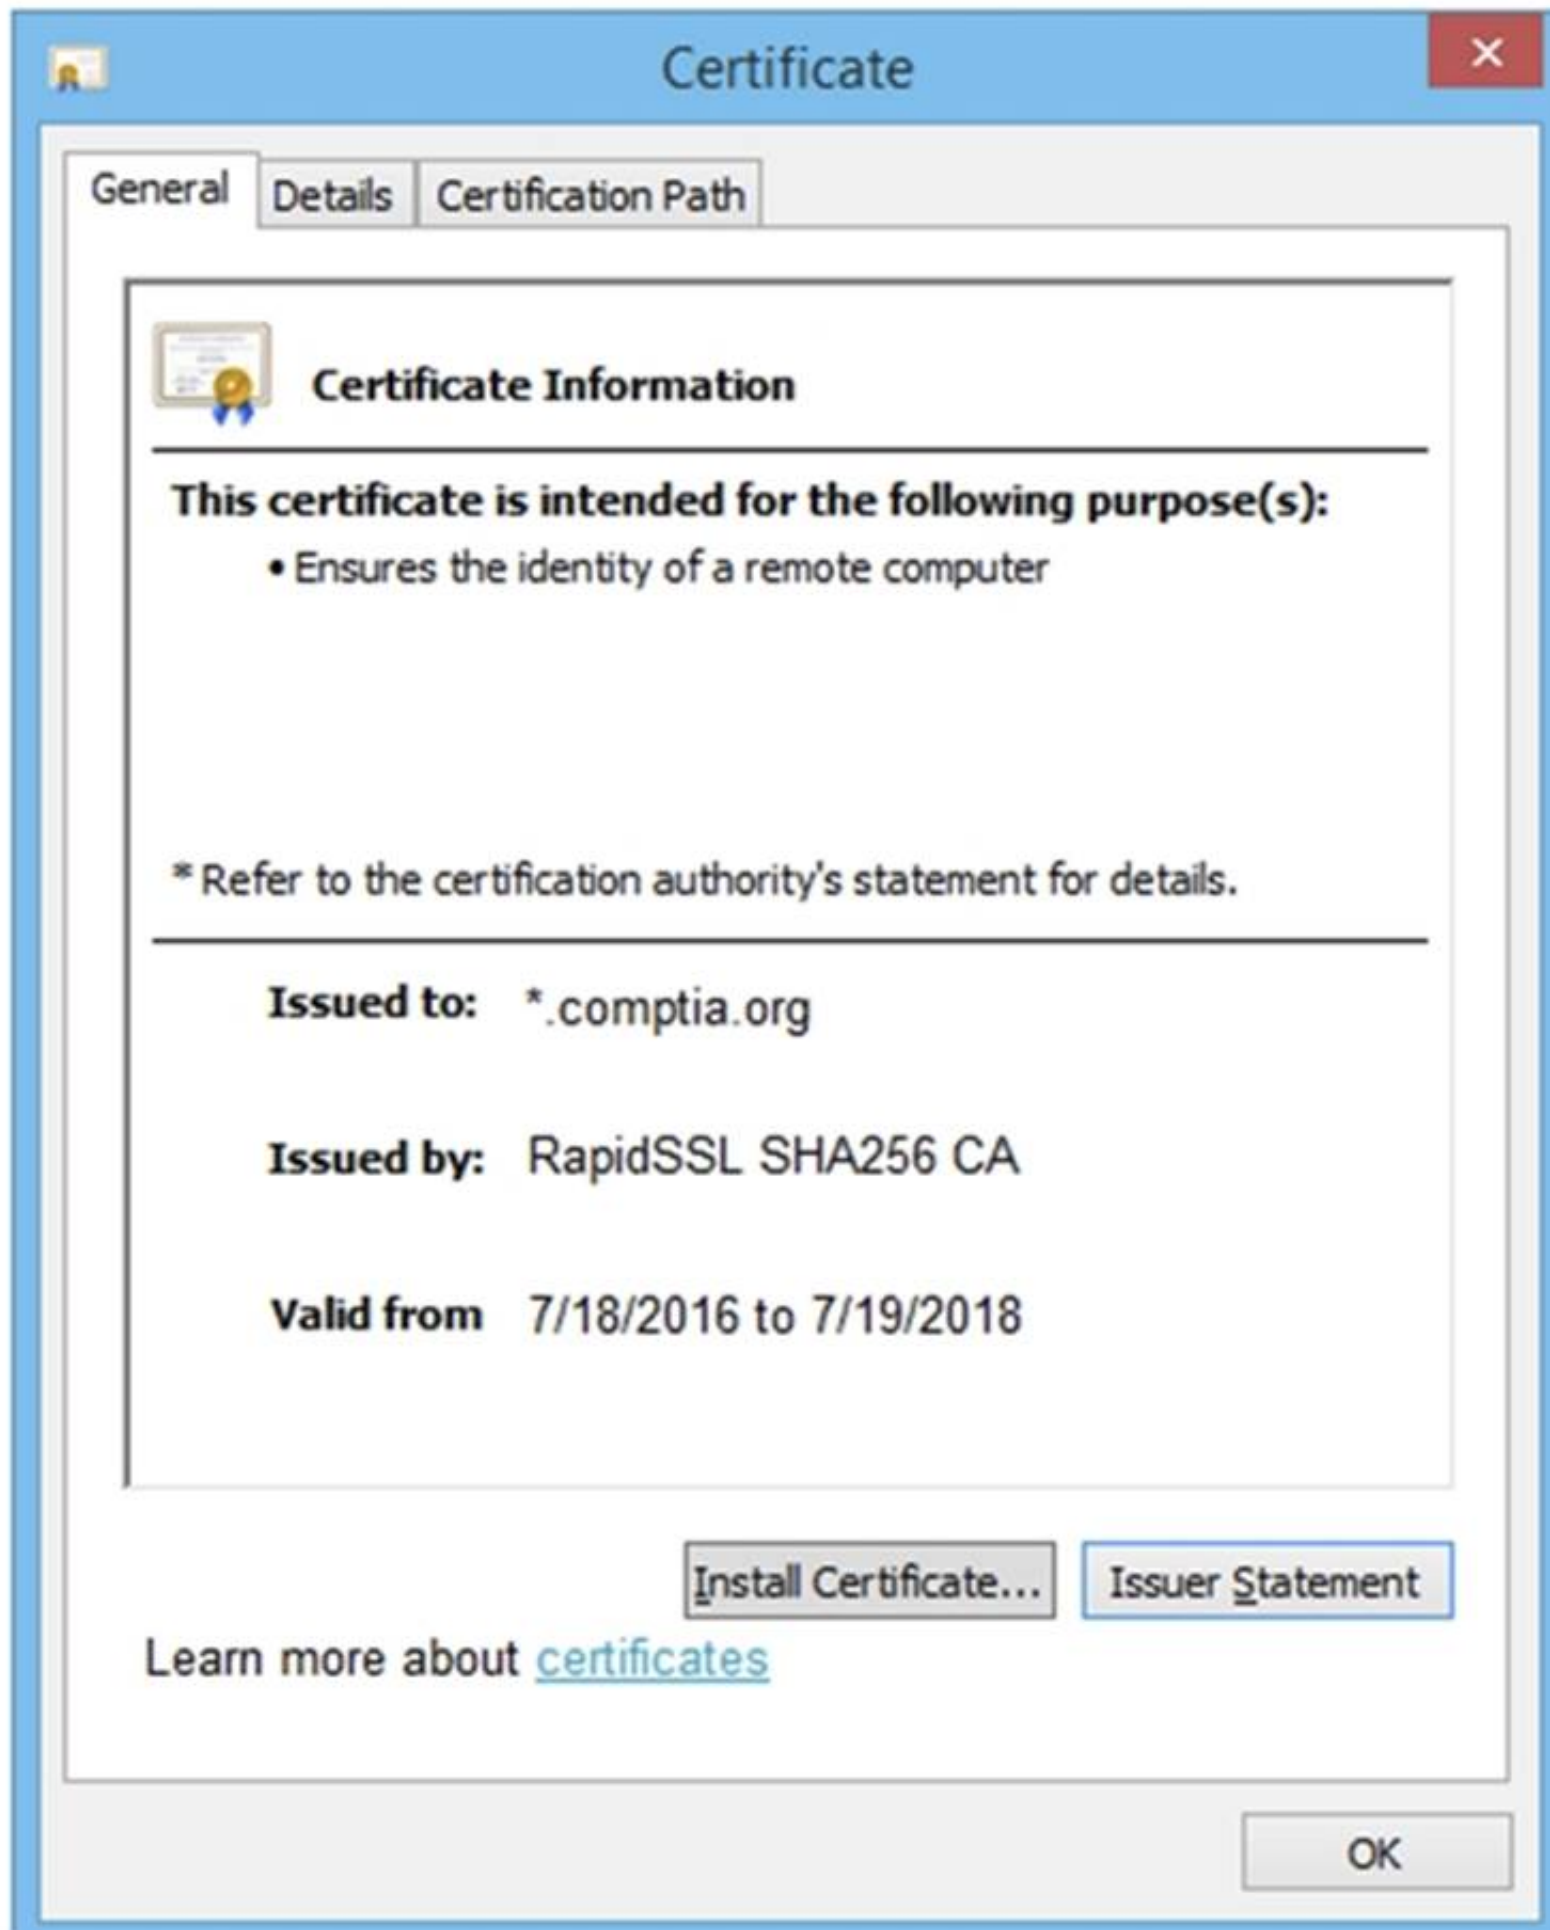 Certificate
General Details Certification Path
Certificate Information
This certificate is intended for the following purpose(s):
• Ensures the identity of a remote computer
* Refer to the certification authority's statement for details.
Issued to: *.comptia.org
Issued by: RapidSSL SHA256 CA
Valid from 7/18/2016 to 7/19/2018
Install Certificate... Issuer Statement
Learn more about certificates
OK